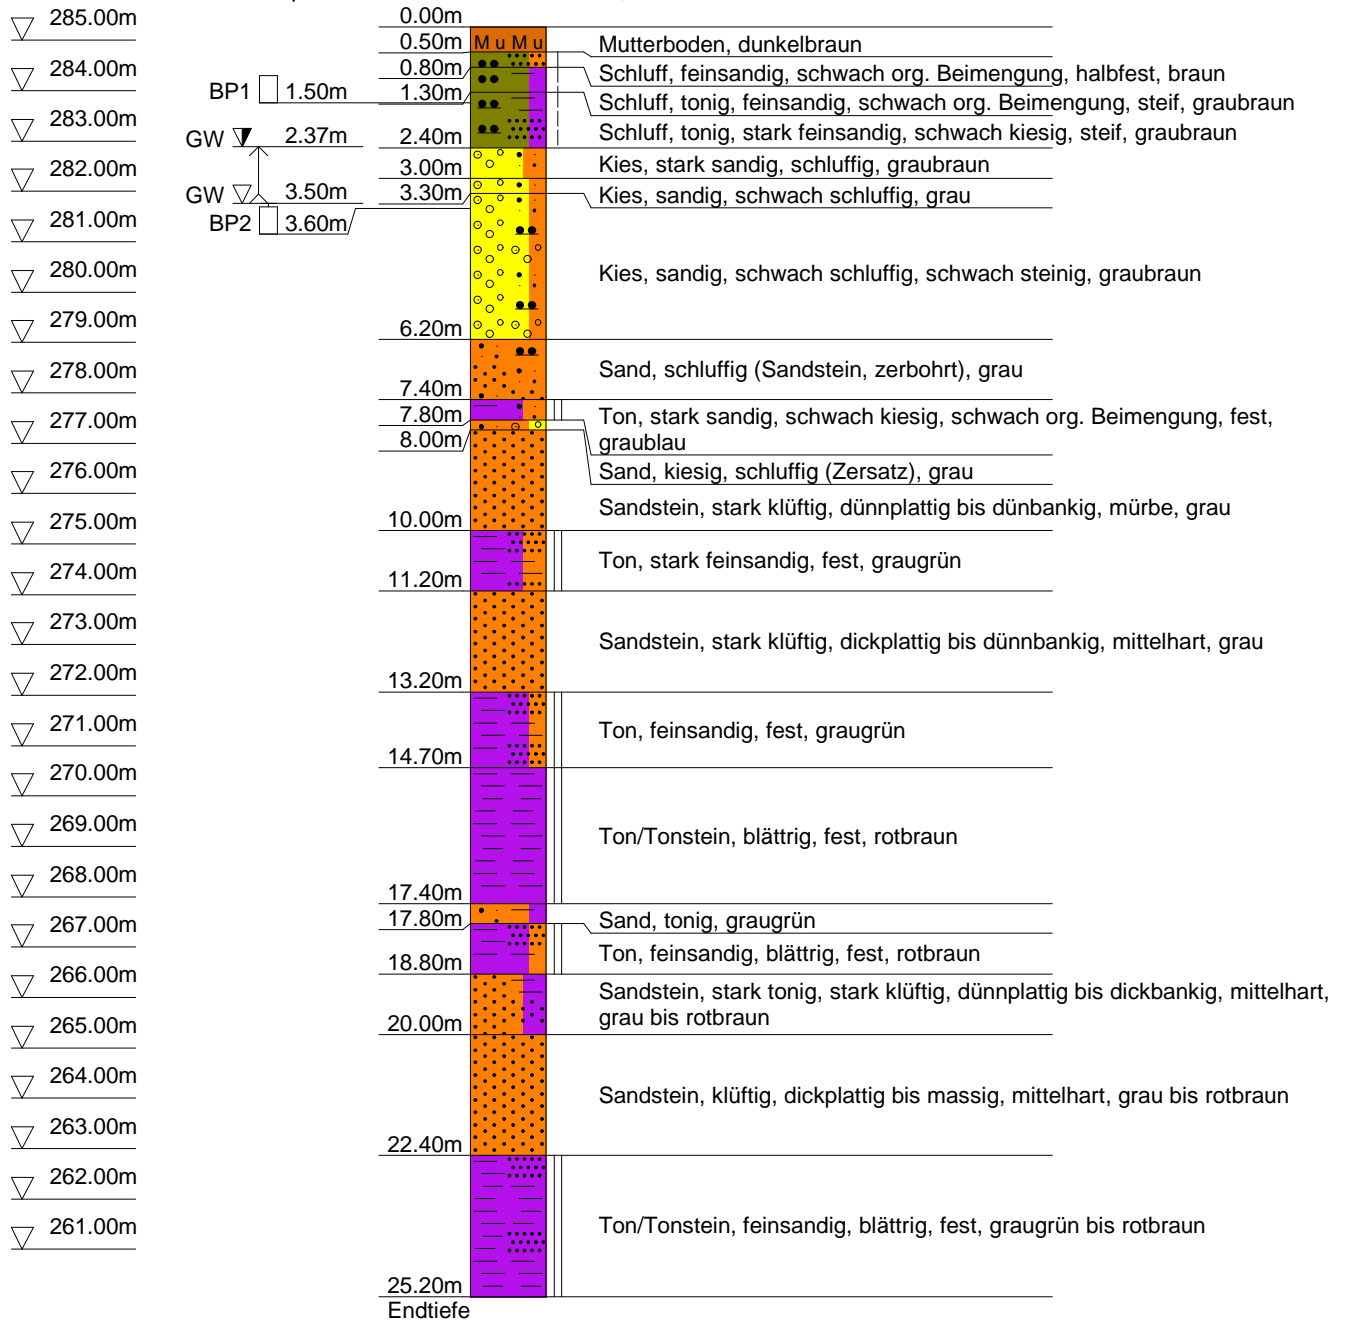 285.00m
284.00m
283.00m
282.00m
281.00m
280.00m
279.00m
278.00m
277.00m
276.00m
275.00m
274.00m
273.00m
272.00m
271.00m
270.00m
269.00m
268.00m
267.00m
266.00m
265.00m
264.00m
263.00m
262.00m
261.00m
BP1 1.50m
GW 2.37m
GW 3.50m
BP2 3.60m
0.00m
0.50m
0.80m
1.30m
2.40m
3.00m
3.30m
6.20m
7.40m
7.80m
8.00m
10.00m
11.20m
13.20m
14.70m
17.40m
17.80m
18.80m
20.00m
22.40m
25.20m
Endtiefe
M u M u
Mutterboden, dunkelbraun
Schluff, feinsandig, schwach org. Beimengung, halbfest, braun
Schluff, tonig, feinsandig, schwach org. Beimengung, steif, graubraun
Schluff, tonig, stark feinsandig, schwach kiesig, steif, graubraun
Kies, stark sandig, schluffig, graubraun
Kies, sandig, schwach schluffig, grau
Kies, sandig, schwach schluffig, schwach steinig, graubraun
Sand, schluffig (Sandstein, zerbohrt), grau
Ton, stark sandig, schwach kiesig, schwach org. Beimengung, fest,
graublau
Sand, kiesig, schluffig (Zersatz), grau
Sandstein, stark klüftig, dünnplattig bis dünbankig, mürbe, grau
Ton, stark feinsandig, fest, graugrün
Sandstein, stark klüftig, dickplattig bis dünnbankig, mittelhart, grau
Ton, feinsandig, fest, graugrün
Ton/Tonstein, blättrig, fest, rotbraun
Sand, tonig, graugrün
Ton, feinsandig, blättrig, fest, rotbraun
Sandstein, stark tonig, stark klüftig, dünnplattig bis dickbankig, mittelhart,
grau bis rotbraun
Sandstein, klüftig, dickplattig bis massig, mittelhart, grau bis rotbraun
Ton/Tonstein, feinsandig, blättrig, fest, graugrün bis rotbraun